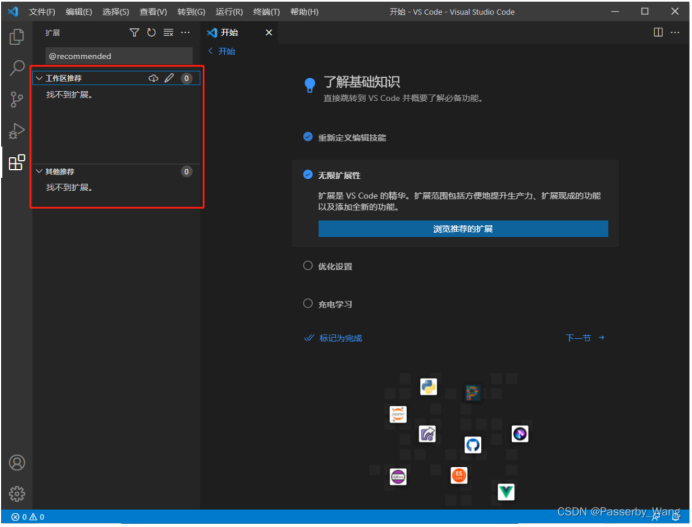 文件(F) 编辑(E) 选择(S) 查看(V) 转到(G) 运行(R) 终端(T) 帮助(H) 开始 - VS Code - Visual Studio Code
扩展
开始
@recommended
开始
工作区推荐 0
找不到扩展。
其他推荐 0
找不到扩展。
了解基础知识
直接跳转到 VS Code 并概要了解必备功能。
重新定义编辑技能
无限扩展性
扩展是 VS Code 的精华。扩展范围包括方便地提升生产力、扩展现成的功能
以及添加全新的功能。
浏览推荐的扩展
优化设置
充电学习
标记为完成
下一节
0 0
CSDN @Passerby_Wang